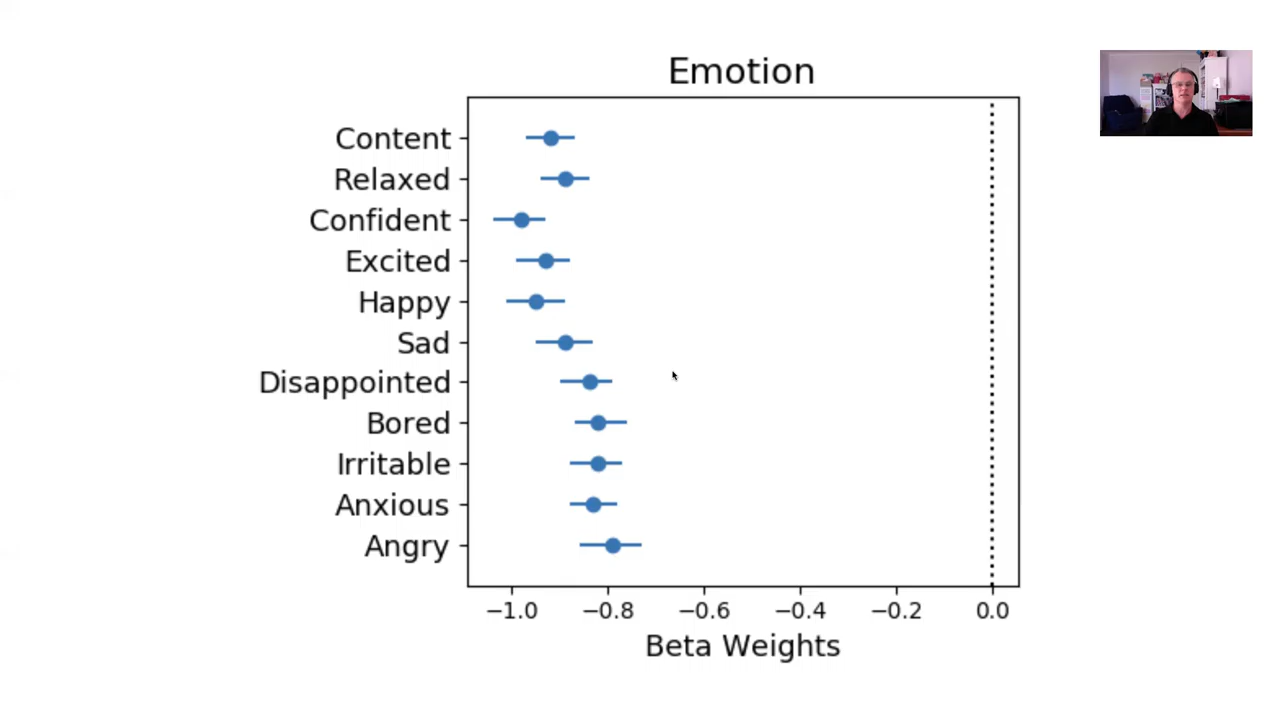 Emotion
Content
Relaxed
Confident
Excited
Happy
Sad
Disappointed
Bored
Irritable
Anxious
Angry
−1.0 −0.8 −0.6 −0.4 −0.2 0.0
Beta Weights